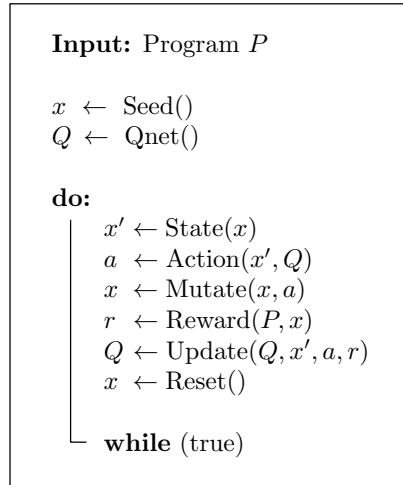 Input: Program P
x ← Seed()
Q ← Qnet()
do:
x′ ← State(x)
a ← Action(x′, Q)
x ← Mutate(x, a)
r ← Reward(P, x)
Q ← Update(Q, x′, a, r)
x ← Reset()
while (true)